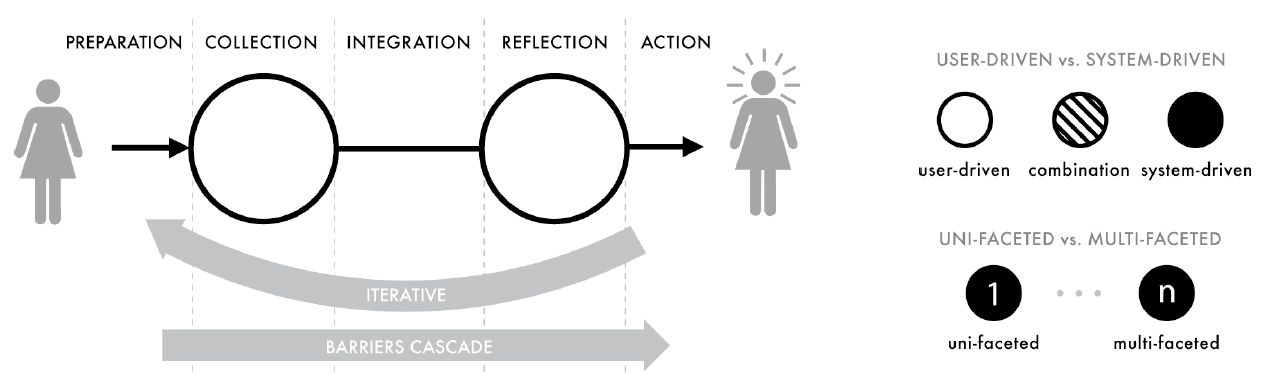 PREPARATION COLLECTION INTEGRATION REFLECTION ACTION
ITERATIVE
BARRIERS CASCADE
USER-DRIVEN vs. SYSTEM-DRIVEN
user-driven combination system-driven
UNI-FACETED vs. MULTI-FACETED
1 ... n
uni-faceted multi-faceted